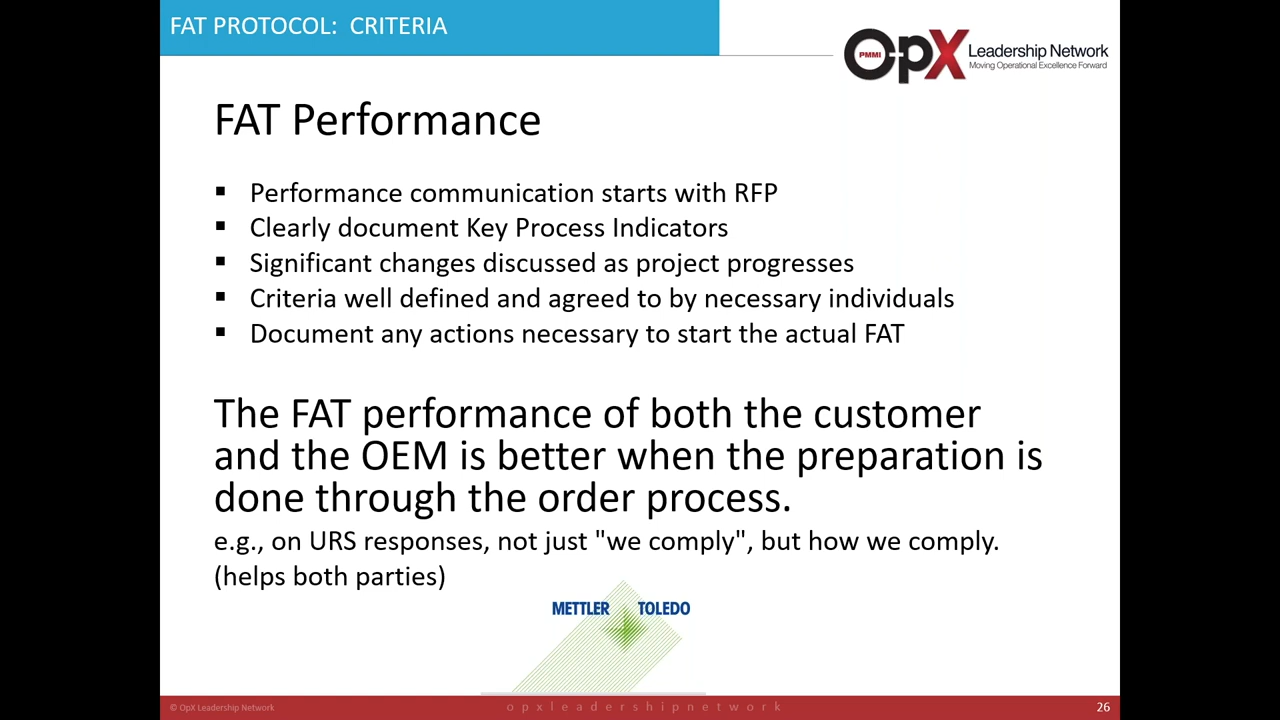 FAT PROTOCOL: CRITERIA
PMMI
OpX
Leadership Network
Moving Operational Excellence Forward
FAT Performance
▪ Performance communication starts with RFP
▪ Clearly document Key Process Indicators
▪ Significant changes discussed as project progresses
▪ Criteria well defined and agreed to by necessary individuals
▪ Document any actions necessary to start the actual FAT
The FAT performance of both the customer
and the OEM is better when the preparation is
done through the order process.
e.g., on URS responses, not just "we comply", but how we comply.
(helps both parties)
METTLER TOLEDO
© OpX Leadership Network
opxleadershipnetwork
26